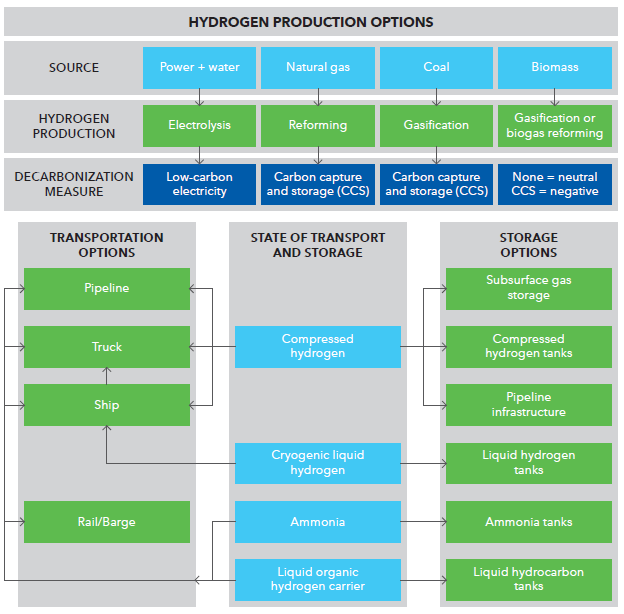 HYDROGEN PRODUCTION OPTIONS
SOURCE
Power + water
Natural gas
Coal
Biomass
HYDROGEN
PRODUCTION
Electrolysis
Reforming
Gasification
Gasification or
biogas reforming
DECARBONIZATION
MEASURE
Low-carbon
electricity
Carbon capture
and storage (CCS)
Carbon capture
and storage (CCS)
None = neutral
CCS = negative
TRANSPORTATION
OPTIONS
Pipeline
Truck
Ship
Rail/Barge
STATE OF TRANSPORT
AND STORAGE
Compressed
hydrogen
Cryogenic liquid
hydrogen
Ammonia
Liquid organic
hydrogen carrier
STORAGE
OPTIONS
Subsurface gas
storage
Compressed
hydrogen tanks
Pipeline
infrastructure
Liquid hydrogen
tanks
Ammonia tanks
Liquid hydrocarbon
tanks